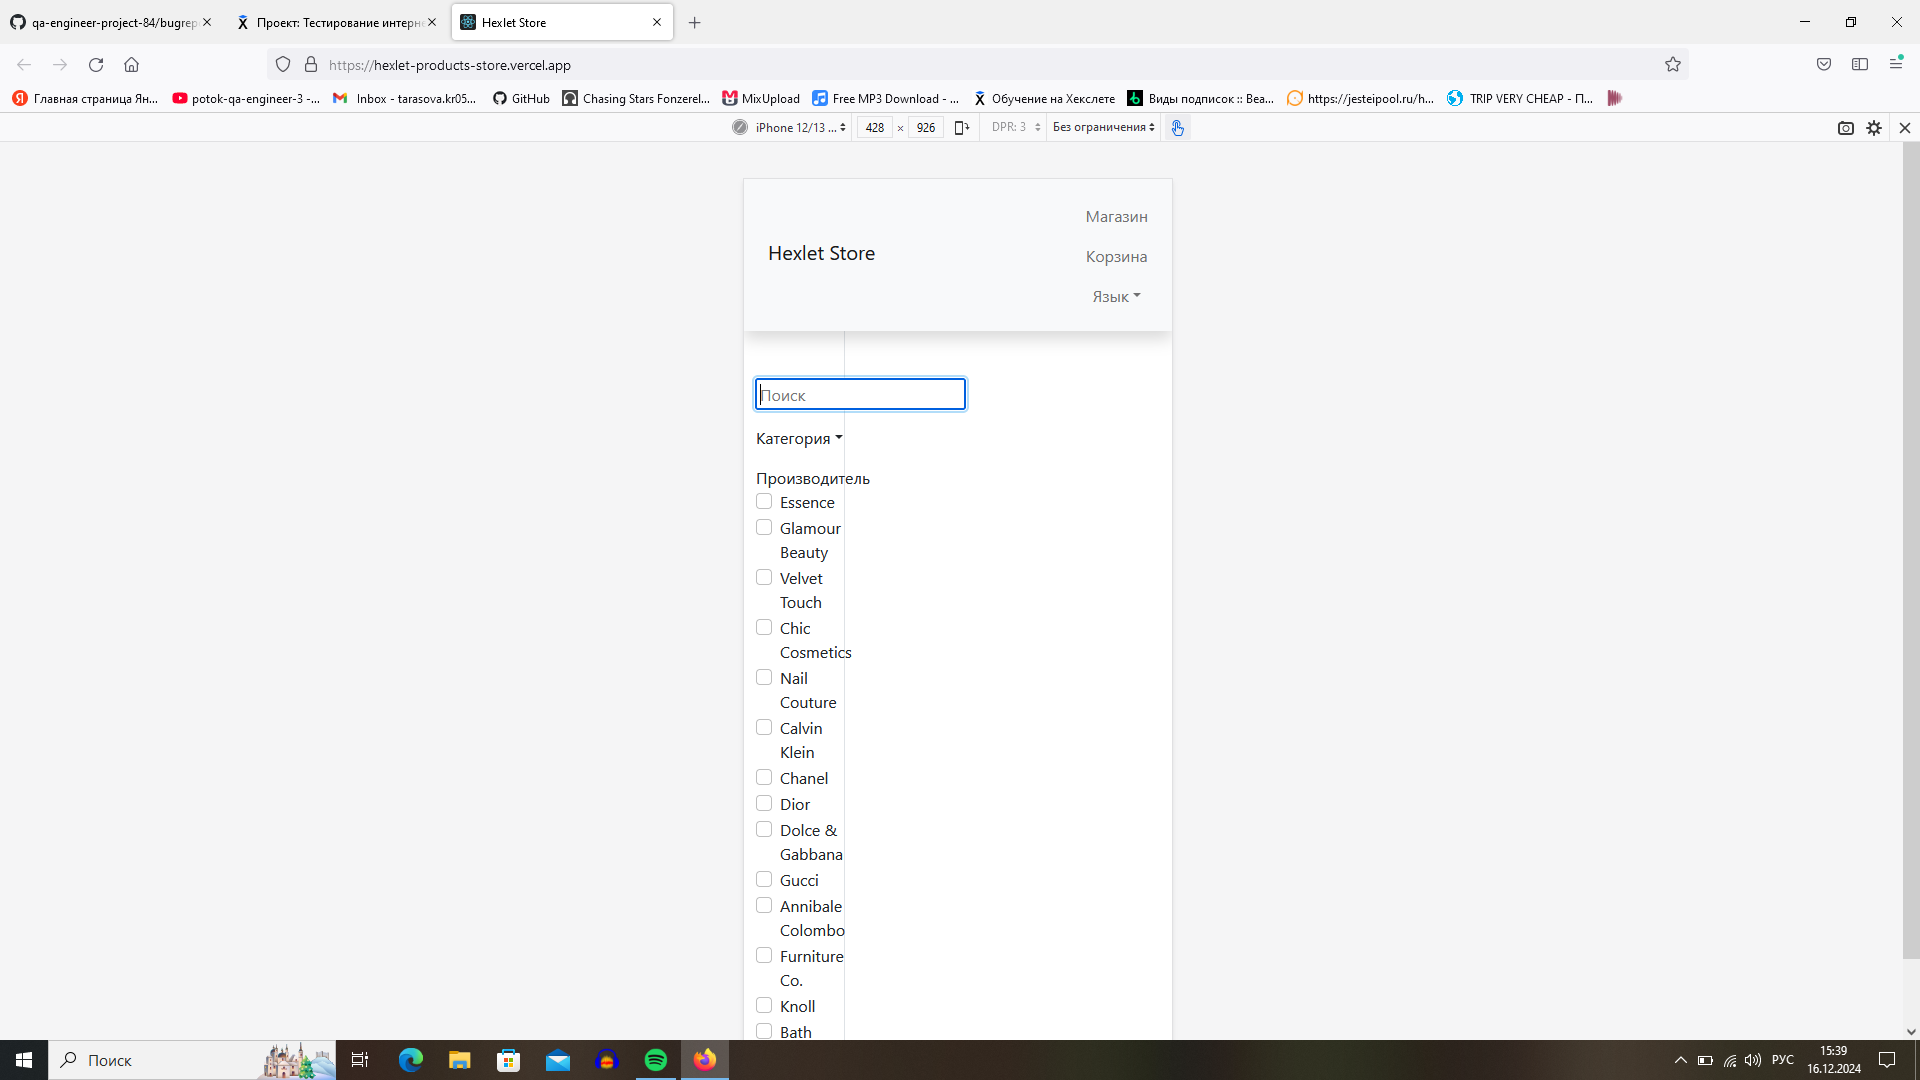 qa-engineer-project-84/bugrep
Проект: Тестирование интерн
Hexlet Store
https://hexlet-products-store.vercel.app
Главная страница Ян...
potok-qa-engineer-3 -...
Inbox - tarasova.kr05...
GitHub
Chasing Stars Fonzerel...
MixUpload
Free MP3 Download - ...
Обучение на Хекслете
Виды подписок :: Bea...
https://jesteipool.ru/h...
TRIP VERY CHEAP - П...
iPhone 12/13 ...
428 × 926
DPR: 3
Без ограничения
Магазин
Hexlet Store
Корзина
Язык
Поиск
Категория
Производитель
Essence
Glamour
Beauty
Velvet
Touch
Chic
Cosmetics
Nail
Couture
Calvin
Klein
Chanel
Dior
Dolce &
Gabbana
Gucci
Annibale
Colombo
Furniture
Co.
Knoll
Bath
Поиск
РУС
15:39
16.12.2024